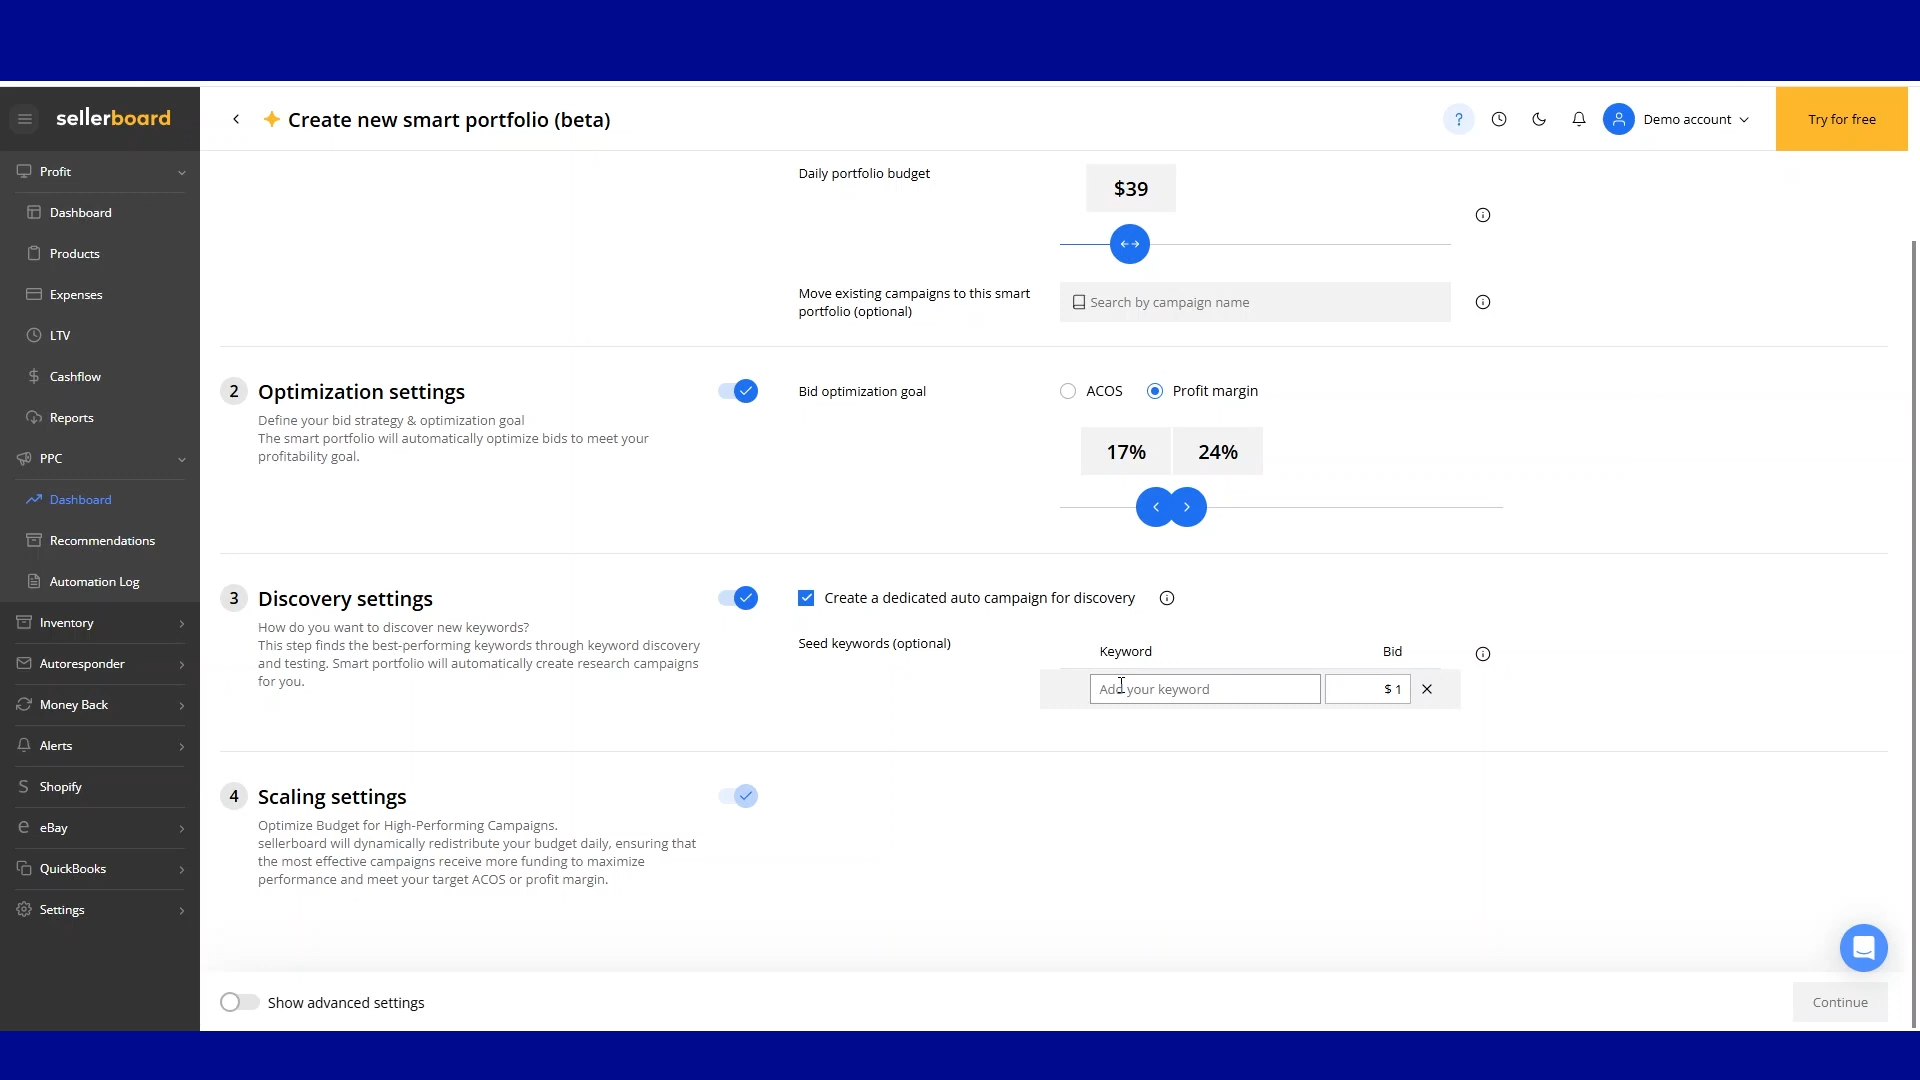 sellerboard
Create new smart portfolio (beta)
?
Demo account
Try for free
Profit
Dashboard
Products
Expenses
LTV
Cashflow
Reports
PPC
Dashboard
Recommendations
Automation Log
Inventory
Autoresponder
Money Back
Alerts
Shopify
eBay
QuickBooks
Settings
Daily portfolio budget
$39
Move existing campaigns to this smart
portfolio (optional)
Search by campaign name
2 Optimization settings
Define your bid strategy & optimization goal
The smart portfolio will automatically optimize bids to meet your
profitability goal.
Bid optimization goal
ACOS Profit margin
17% 24%
3 Discovery settings
How do you want to discover new keywords?
This step finds the best-performing keywords through keyword discovery
and testing. Smart portfolio will automatically create research campaigns
for you.
Create a dedicated auto campaign for discovery
Seed keywords (optional)
Keyword Bid
Add your keyword $ 1
4 Scaling settings
Optimize Budget for High-Performing Campaigns.
sellerboard will dynamically redistribute your budget daily, ensuring that
the most effective campaigns receive more funding to maximize
performance and meet your target ACOS or profit margin.
Show advanced settings
Continue